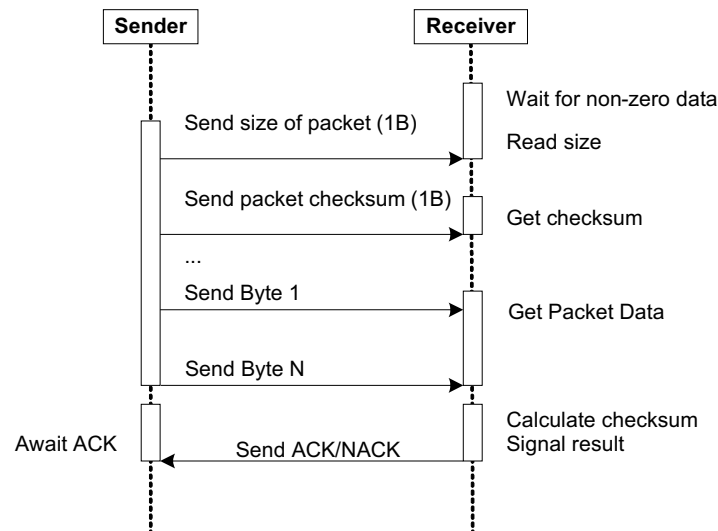 Sender
Receiver
Wait for non-zero data
Send size of packet (1B)
Read size
Send packet checksum (1B)
Get checksum
...
Send Byte 1
Get Packet Data
Send Byte N
Calculate checksum
Await ACK
Send ACK/NACK
Signal result